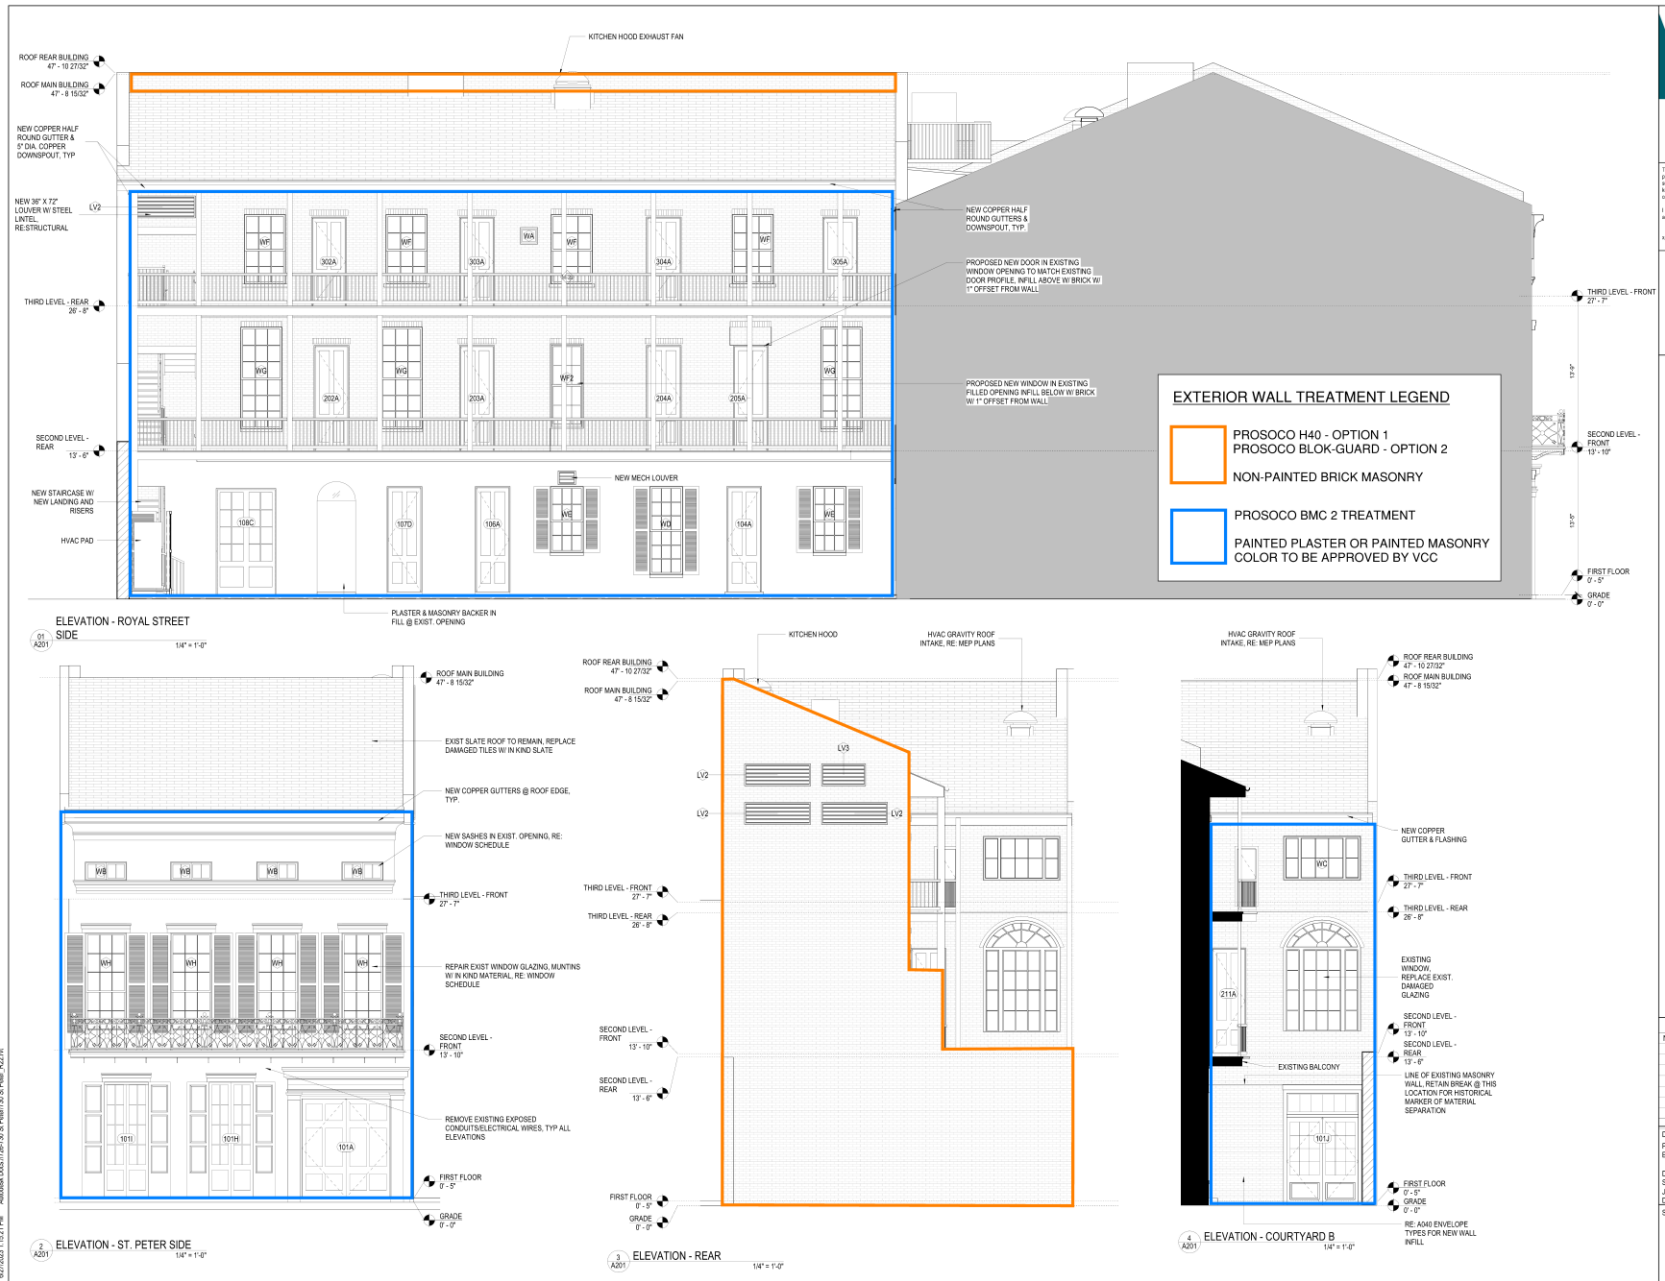 KITCHEN HOOD EXHAUST FAN
ROOF REAR BUILDING
47' - 10 27/32"
ROOF MAIN BUILDING
47' - 8 15/32"
NEW COPPER HALF
ROUND GUTTER &
5" DIA. COPPER
DOWNSPOUT, TYP
NEW 36" X 72"
LOUVER W/ STEEL
LINTEL,
RE:STRUCTURAL
LV2
WF
WF
WA
WF
WF
302A
303A
304A
305A
NEW COPPER HALF
ROUND GUTTERS &
DOWNSPOUT, TYP.
PROPOSED NEW DOOR IN EXISTING
WINDOW OPENING TO MATCH EXISTING
DOOR PROFILE, INFILL ABOVE W/ BRICK W/
1" OFFSET FROM WALL
THIRD LEVEL - REAR
26' - 8"
THIRD LEVEL - FRONT
27' - 7"
WG
WG
WF2
WG
202A
203A
204A
205A
PROPOSED NEW WINDOW IN EXISTING
FILLED OPENING INFILL BELOW W/ BRICK
W/ 1" OFFSET FROM WALL
13'-9"
SECOND LEVEL -
REAR
13' - 6"
SECOND LEVEL -
FRONT
13' - 10"
EXTERIOR WALL TREATMENT LEGEND
PROSOCO H40 - OPTION 1
PROSOCO BLOK-GUARD - OPTION 2
NON-PAINTED BRICK MASONRY
PROSOCO BMC 2 TREATMENT
PAINTED PLASTER OR PAINTED MASONRY
COLOR TO BE APPROVED BY VCC
NEW MECH LOUVER
NEW STAIRCASE W/
NEW LANDING AND
RISERS
HVAC PAD
108C
107D
106A
WE
WD
104A
WE
13'-5"
FIRST FLOOR
0' - 5"
GRADE
0' - 0"
PLASTER & MASONRY BACKER IN
FILL @ EXIST. OPENING
01
A201
ELEVATION - ROYAL STREET
SIDE
1/4" = 1'-0"
ROOF MAIN BUILDING
47' - 8 15/32"
EXIST SLATE ROOF TO REMAIN, REPLACE
DAMAGED TILES W/ IN KIND SLATE
NEW COPPER GUTTERS @ ROOF EDGE,
TYP.
NEW SASHES IN EXIST. OPENING, RE:
WINDOW SCHEDULE
WB
WB
WB
WB
THIRD LEVEL - FRONT
27' - 7"
WH
WH
WH
WH
REPAIR EXIST WINDOW GLAZING, MUNTINS
W/ IN KIND MATERIAL, RE: WINDOW
SCHEDULE
SECOND LEVEL -
FRONT
13' - 10"
REMOVE EXISTING EXPOSED
CONDUITS/ELECTRICAL WIRES, TYP ALL
ELEVATIONS
101I
101H
101A
FIRST FLOOR
0' - 5"
GRADE
0' - 0"
2
A201
ELEVATION - ST. PETER SIDE
1/4" = 1'-0"
KITCHEN HOOD
HVAC GRAVITY ROOF
INTAKE, RE: MEP PLANS
ROOF REAR BUILDING
47' - 10 27/32"
ROOF MAIN BUILDING
47' - 8 15/32"
LV3
LV2
LV2
LV2
THIRD LEVEL - FRONT
27' - 7"
THIRD LEVEL - REAR
26' - 8"
SECOND LEVEL -
FRONT
13' - 10"
SECOND LEVEL -
REAR
13' - 6"
FIRST FLOOR
0' - 5"
GRADE
0' - 0"
3
A201
ELEVATION - REAR
1/4" = 1'-0"
HVAC GRAVITY ROOF
INTAKE, RE: MEP PLANS
ROOF REAR BUILDING
47' - 10 27/32"
ROOF MAIN BUILDING
47' - 8 15/32"
NEW COPPER
GUTTER & FLASHING
WC
THIRD LEVEL - FRONT
27' - 7"
THIRD LEVEL - REAR
26' - 8"
EXISTING
WINDOW,
REPLACE EXIST.
DAMAGED
GLAZING
211A
SECOND LEVEL -
FRONT
13' - 10"
SECOND LEVEL -
REAR
13' - 6"
EXISTING BALCONY
LINE OF EXISTING MASONRY
WALL, RETAIN BREAK @ THIS
LOCATION FOR HISTORICAL
MARKER OF MATERIAL
SEPARATION
101J
FIRST FLOOR
0' - 5"
GRADE
0' - 0"
RE: A040 ENVELOPE
TYPES FOR NEW WALL
INFILL
4
A201
ELEVATION - COURTYARD B
1/4" = 1'-0"